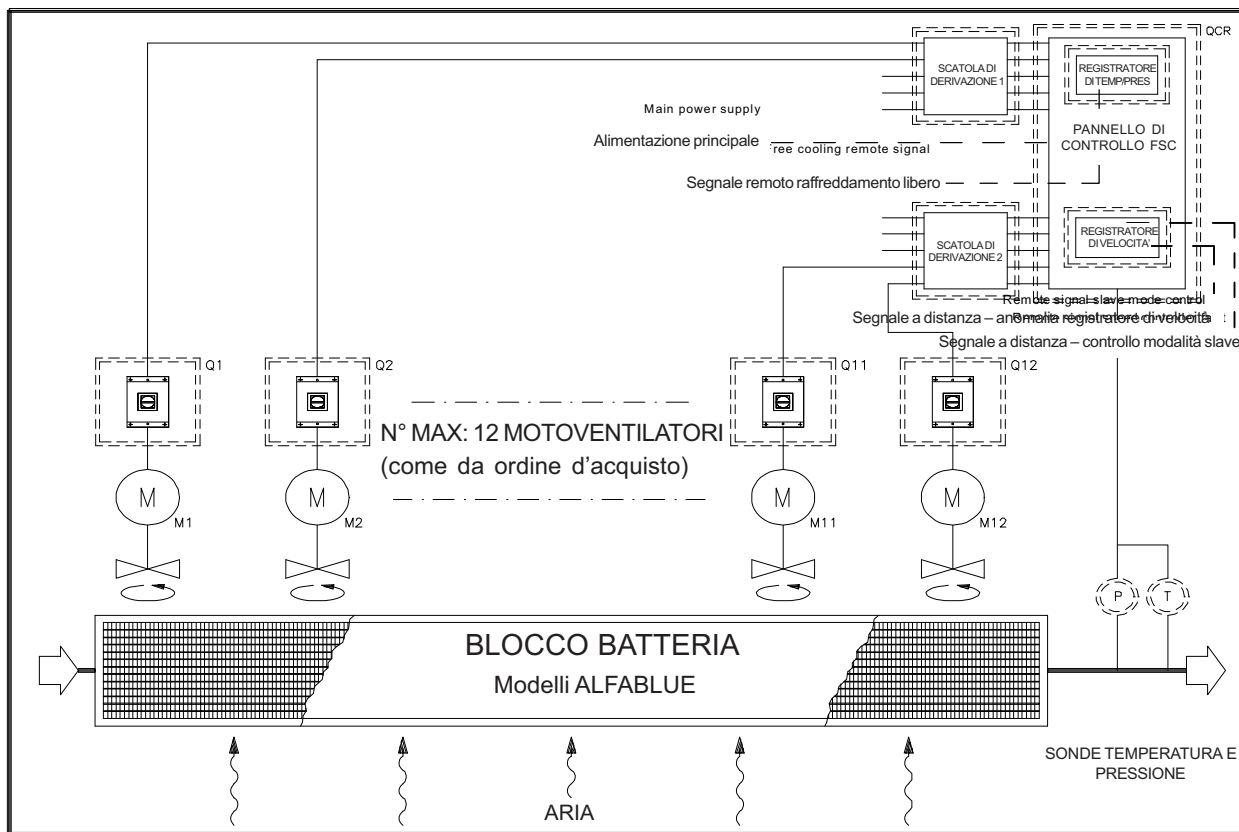 QCR
SCATOLA DI
DERIVAZIONE 1
REGISTRATORE
DI TEMP/PRES
Main power supply
Alimentazione principale
Free cooling remote signal
PANNELLO DI
CONTROLLO FSC
Segnale remoto raffreddamento libero
SCATOLA DI
DERIVAZIONE 2
REGISTRATORE
DI VELOCITA'
Remote signal slave mode control
Segnale a distanza – anomalia registratore di velocità
Segnale a distanza – controllo modalità slave
Q1
Q2
Q11
Q12
N° MAX: 12 MOTOVENTILATORI
(come da ordine d'acquisto)
M
M
M
M
M1
M2
M11
M12
P
T
BLOCCO BATTERIA
Modelli ALFABLUE
SONDE TEMPERATURA E
PRESSIONE
ARIA